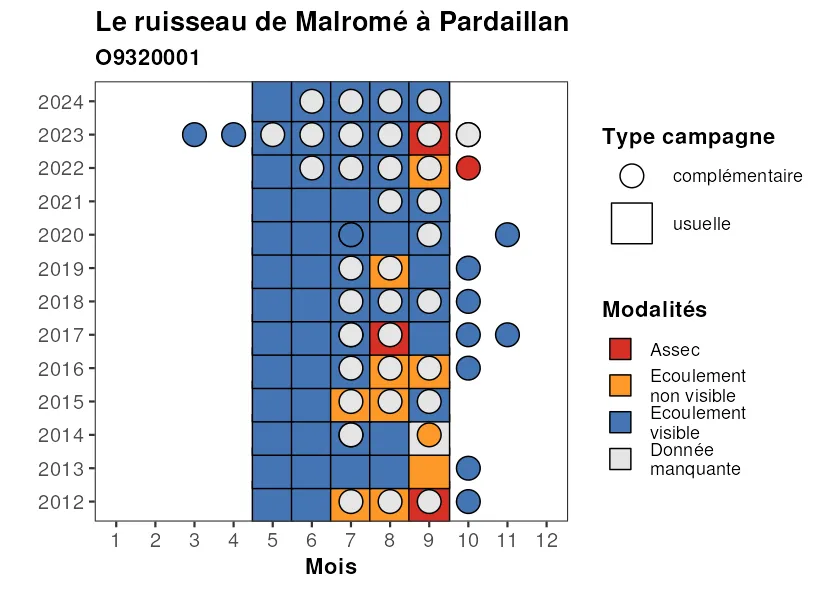 Le ruisseau de Malromé à Pardaillan
O9320001
2024
2023
2022
2021
2020
2019
2018
2017
2016
2015
2014
2013
2012
1 2 3 4 5 6 7 8 9 10 11 12
Mois
Type campagne
complémentaire
usuelle
Modalités
Assec
Ecoulement
non visible
Ecoulement
visible
Donnée
manquante